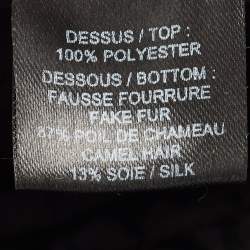 DESSUS / TOP :
100% POLYESTER
DESSOUS / BOTTOM :
FAUSSE FOURRURE
FAKE FUR
87% POIL DE CHAMEAU
CAMEL HAIR
13% SOIE / SILK